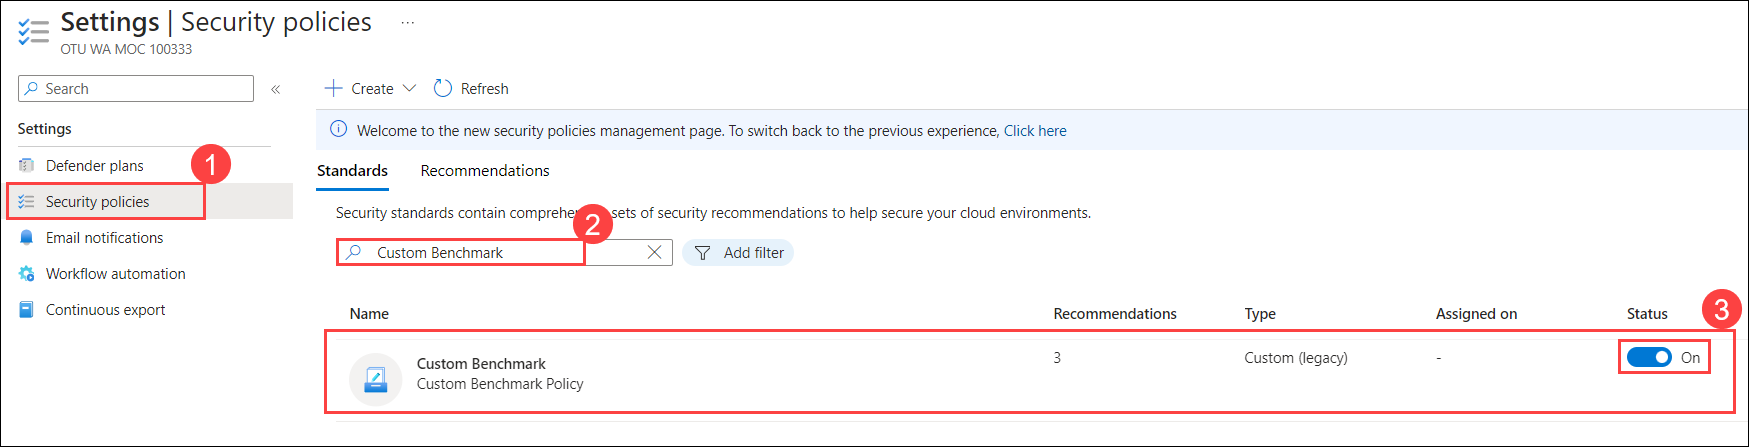 Settings | Security policies ...
OTU WA MOC 100333
Search «
Settings
Defender plans
1
Security policies
Email notifications
Workflow automation
Continuous export
Create Refresh
Welcome to the new security policies management page. To switch back to the previous experience, Click here
Standards Recommendations
Security standards contain sets of security recommendations to help secure your cloud environments.
2
Custom Benchmark Add filter
3
Name Recommendations Type Assigned on Status
Custom Benchmark 3 Custom (legacy) - On
Custom Benchmark Policy